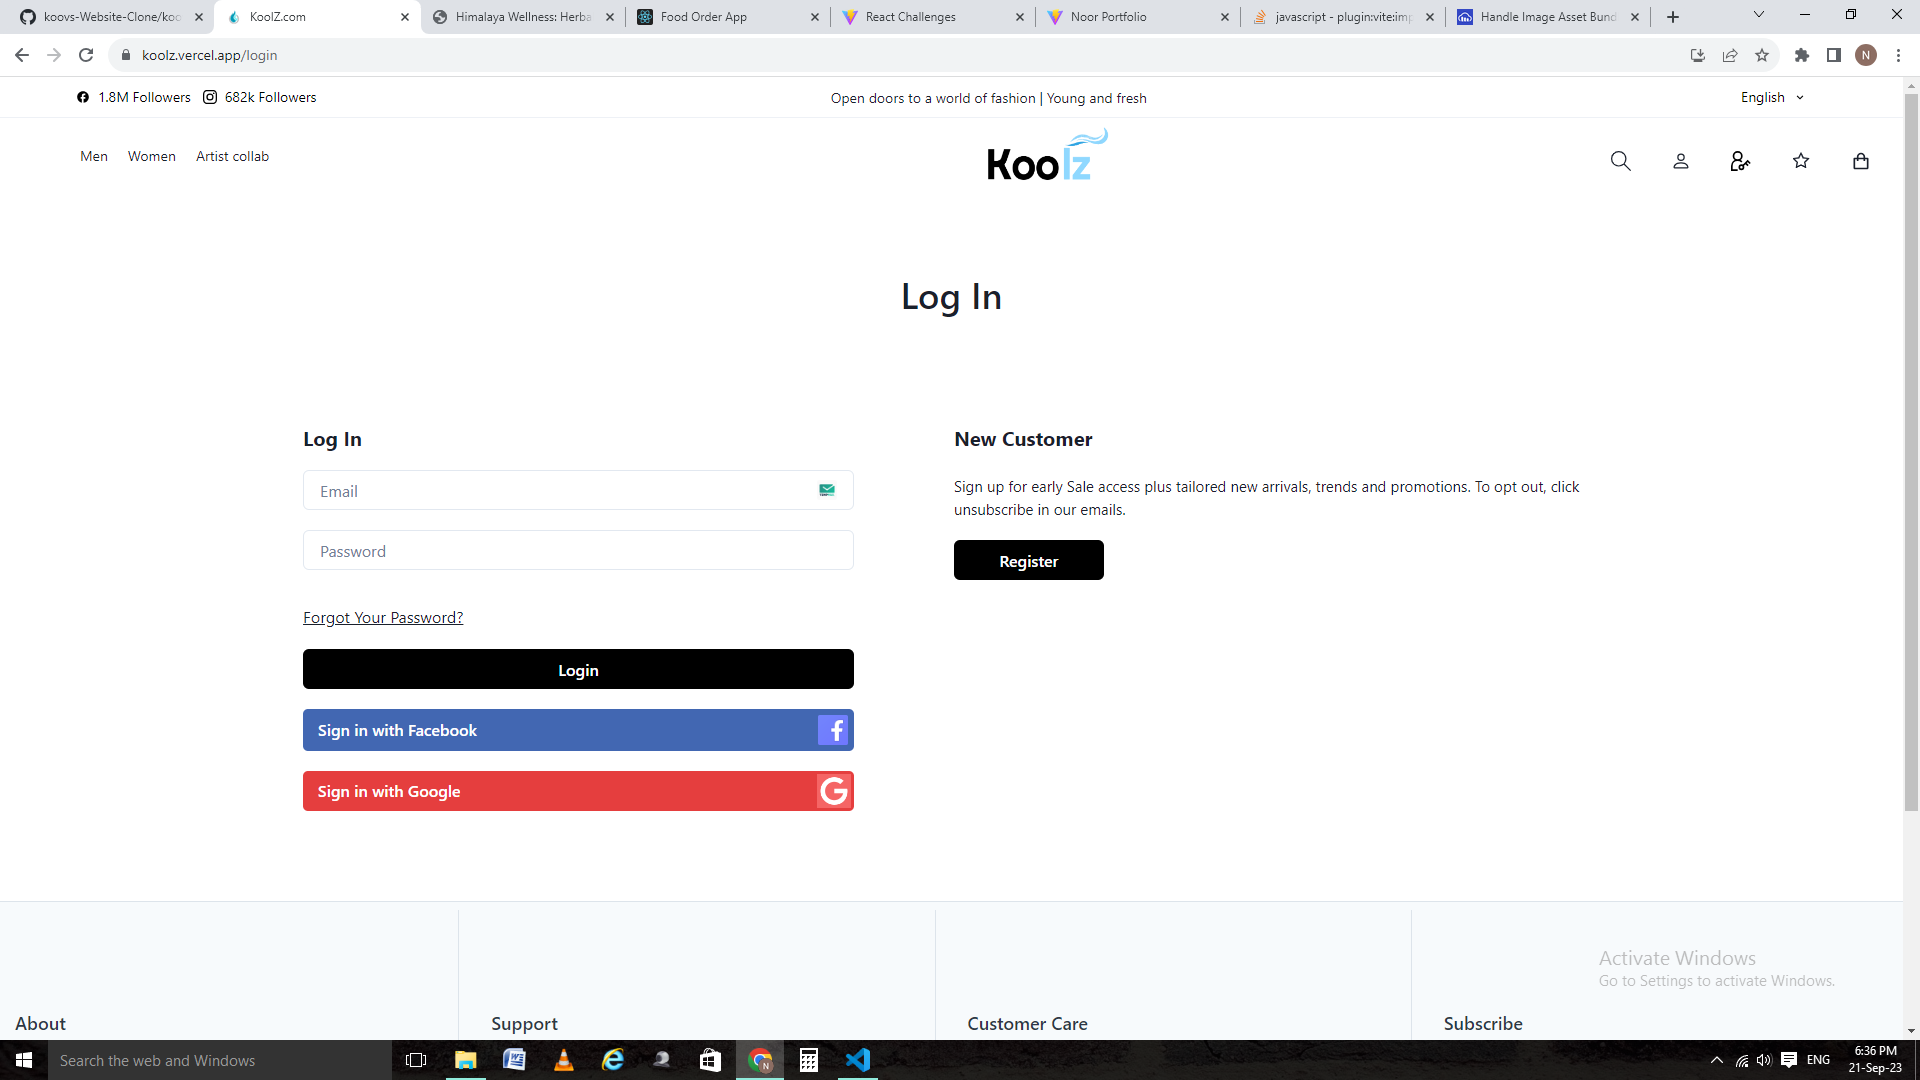 koovs-Website-Clone/koo
KoolZ.com
Himalaya Wellness: Herba
Food Order App
React Challenges
Noor Portfolio
javascript - plugin:vite:imp
Handle Image Asset Bund
koolz.vercel.app/login
N
1.8M Followers
682k Followers
Open doors to a world of fashion | Young and fresh
English
Men
Women
Artist collab
Koolz
Log In
Log In
Email
Password
Forgot Your Password?
Login
Sign in with Facebook
Sign in with Google
New Customer
Sign up for early Sale access plus tailored new arrivals, trends and promotions. To opt out, click
unsubscribe in our emails.
Register
About
Support
Customer Care
Subscribe
Activate Windows
Go to Settings to activate Windows.
Search the web and Windows
ENG
6:36 PM
21-Sep-23